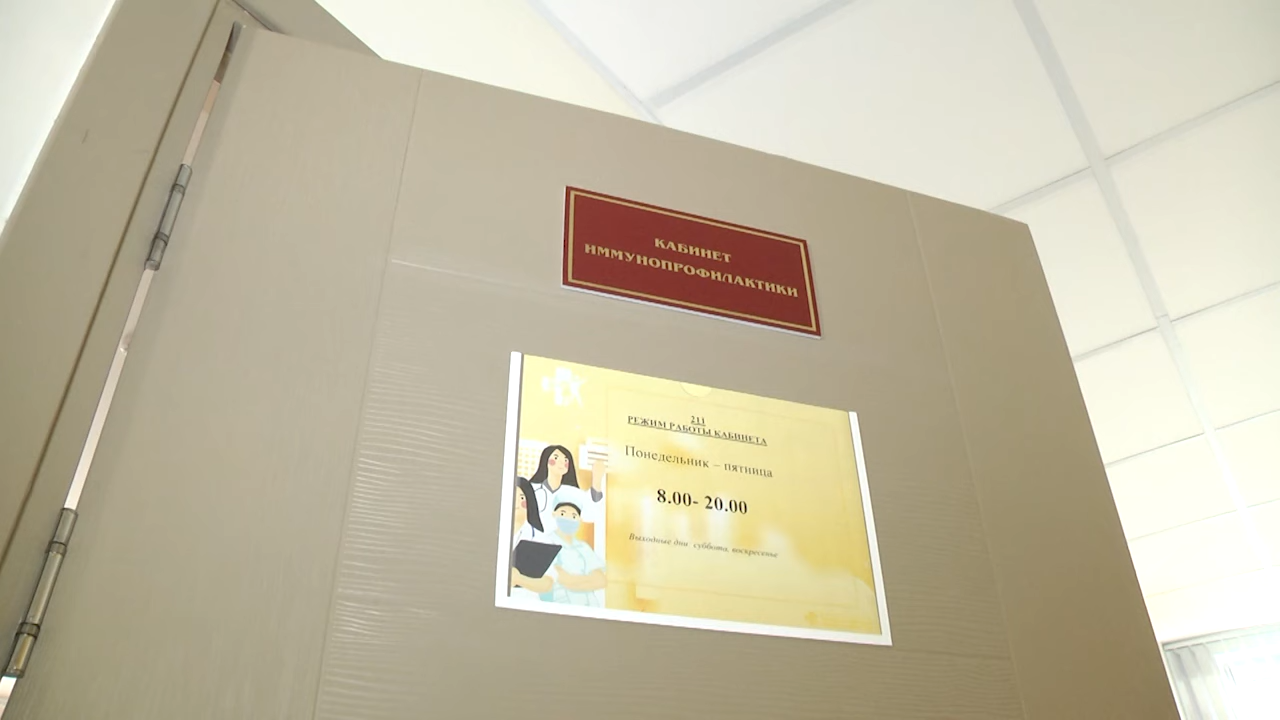 КАБИНЕТ
ИММУНОПРОФИЛАКТИКИ
211
РЕЖИМ РАБОТЫ КАБИНЕТА
Понедельник – пятница
8.00- 20.00
Выходные дни суббота, воскресенье